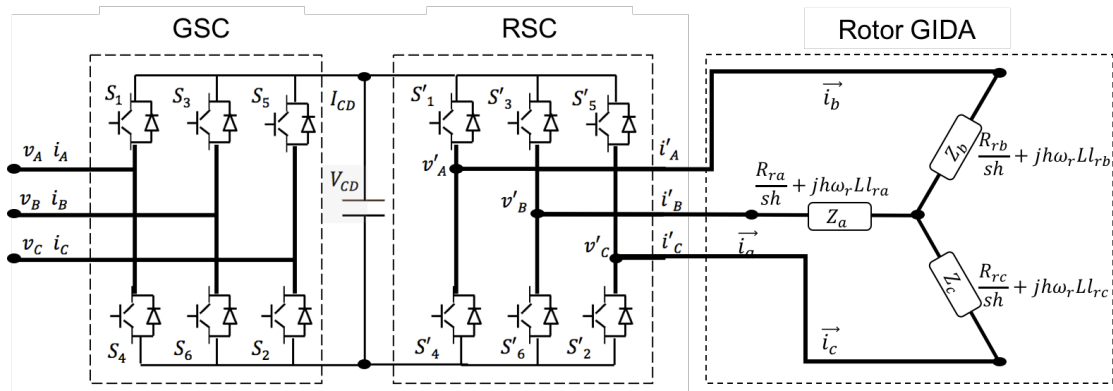 GSC
RSC
Rotor GIDA
S1 S3 S5
ICD
S'1 S'3 S'5
vA iA
vB iB
vC iC
VCD
v'A
v'B
v'C
i'A
i'B
i'C
ib
ia
ic
Rra/sh + jhωrLlra
Za
Zb
Rrb/sh + jhωrLlrb
Zc
Rrc/sh + jhωrLlrc
S4 S6 S2
S'4 S'6 S'2